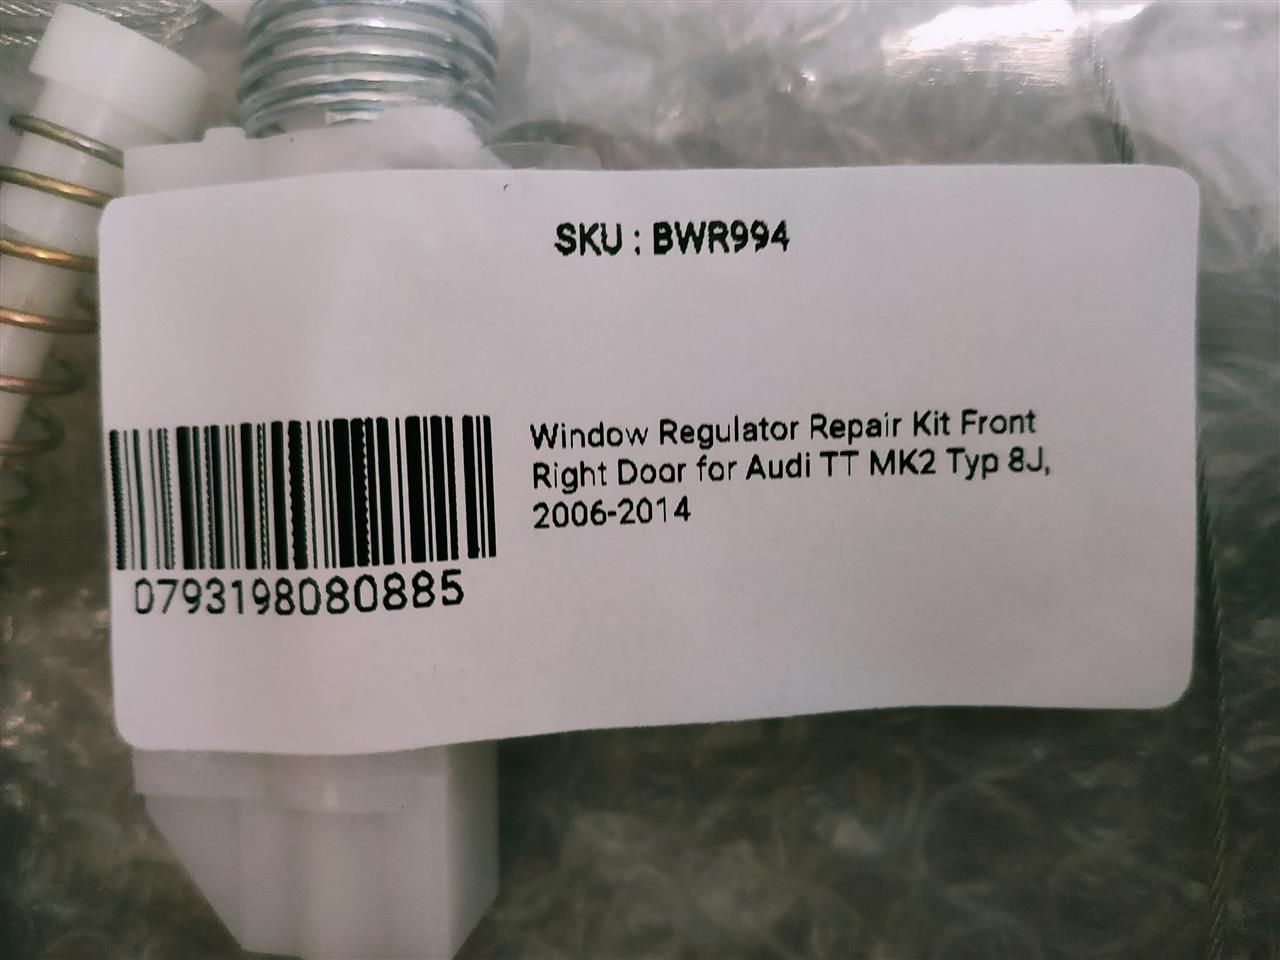 SKU : BWR994
Window Regulator Repair Kit Front
Right Door for Audi TT MK2 Typ 8J,
2006-2014
0793198080885